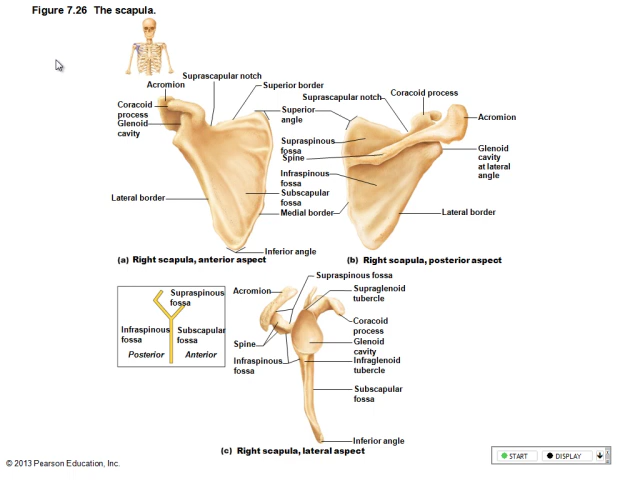 Figure 7.26  The scapula.
Suprascapular notch
Acromion
Superior border
Coracoid
process
Glenoid
cavity
Superior
angle
Suprascapular notch
Coracoid process
Acromion
Supraspinous
fossa
Spine
Glenoid
cavity
at lateral
angle
Infraspinous
fossa
Subscapular
fossa
Lateral border
Medial border
Lateral border
Inferior angle
(a) Right scapula, anterior aspect
(b) Right scapula, posterior aspect
Supraspinous fossa
Acromion
Supraglenoid
tubercle
Coracoid
process
Spine
Glenoid
cavity
Infraspinous
fossa
Infraglenoid
tubercle
Subscapular
fossa
Inferior angle
(c) Right scapula, lateral aspect
Supraspinous
fossa
Infraspinous
fossa
Subscapular
fossa
Posterior
Anterior
© 2013 Pearson Education, Inc.
START
DISPLAY